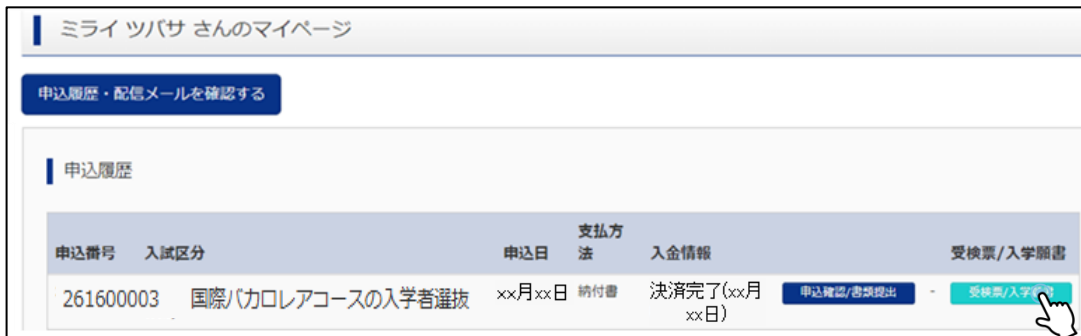 ミライ ツバサ さんのマイページ
申込履歴・配信メールを確認する
申込履歴
申込番号 入試区分 申込日 支払方法 入金情報 受検票/入学願書
261600003 国際バカロレアコースの入学者選抜 xx月xx日 納付書 決済完了(xx月xx日) 申込確認/書類提出 - 受検票/入学